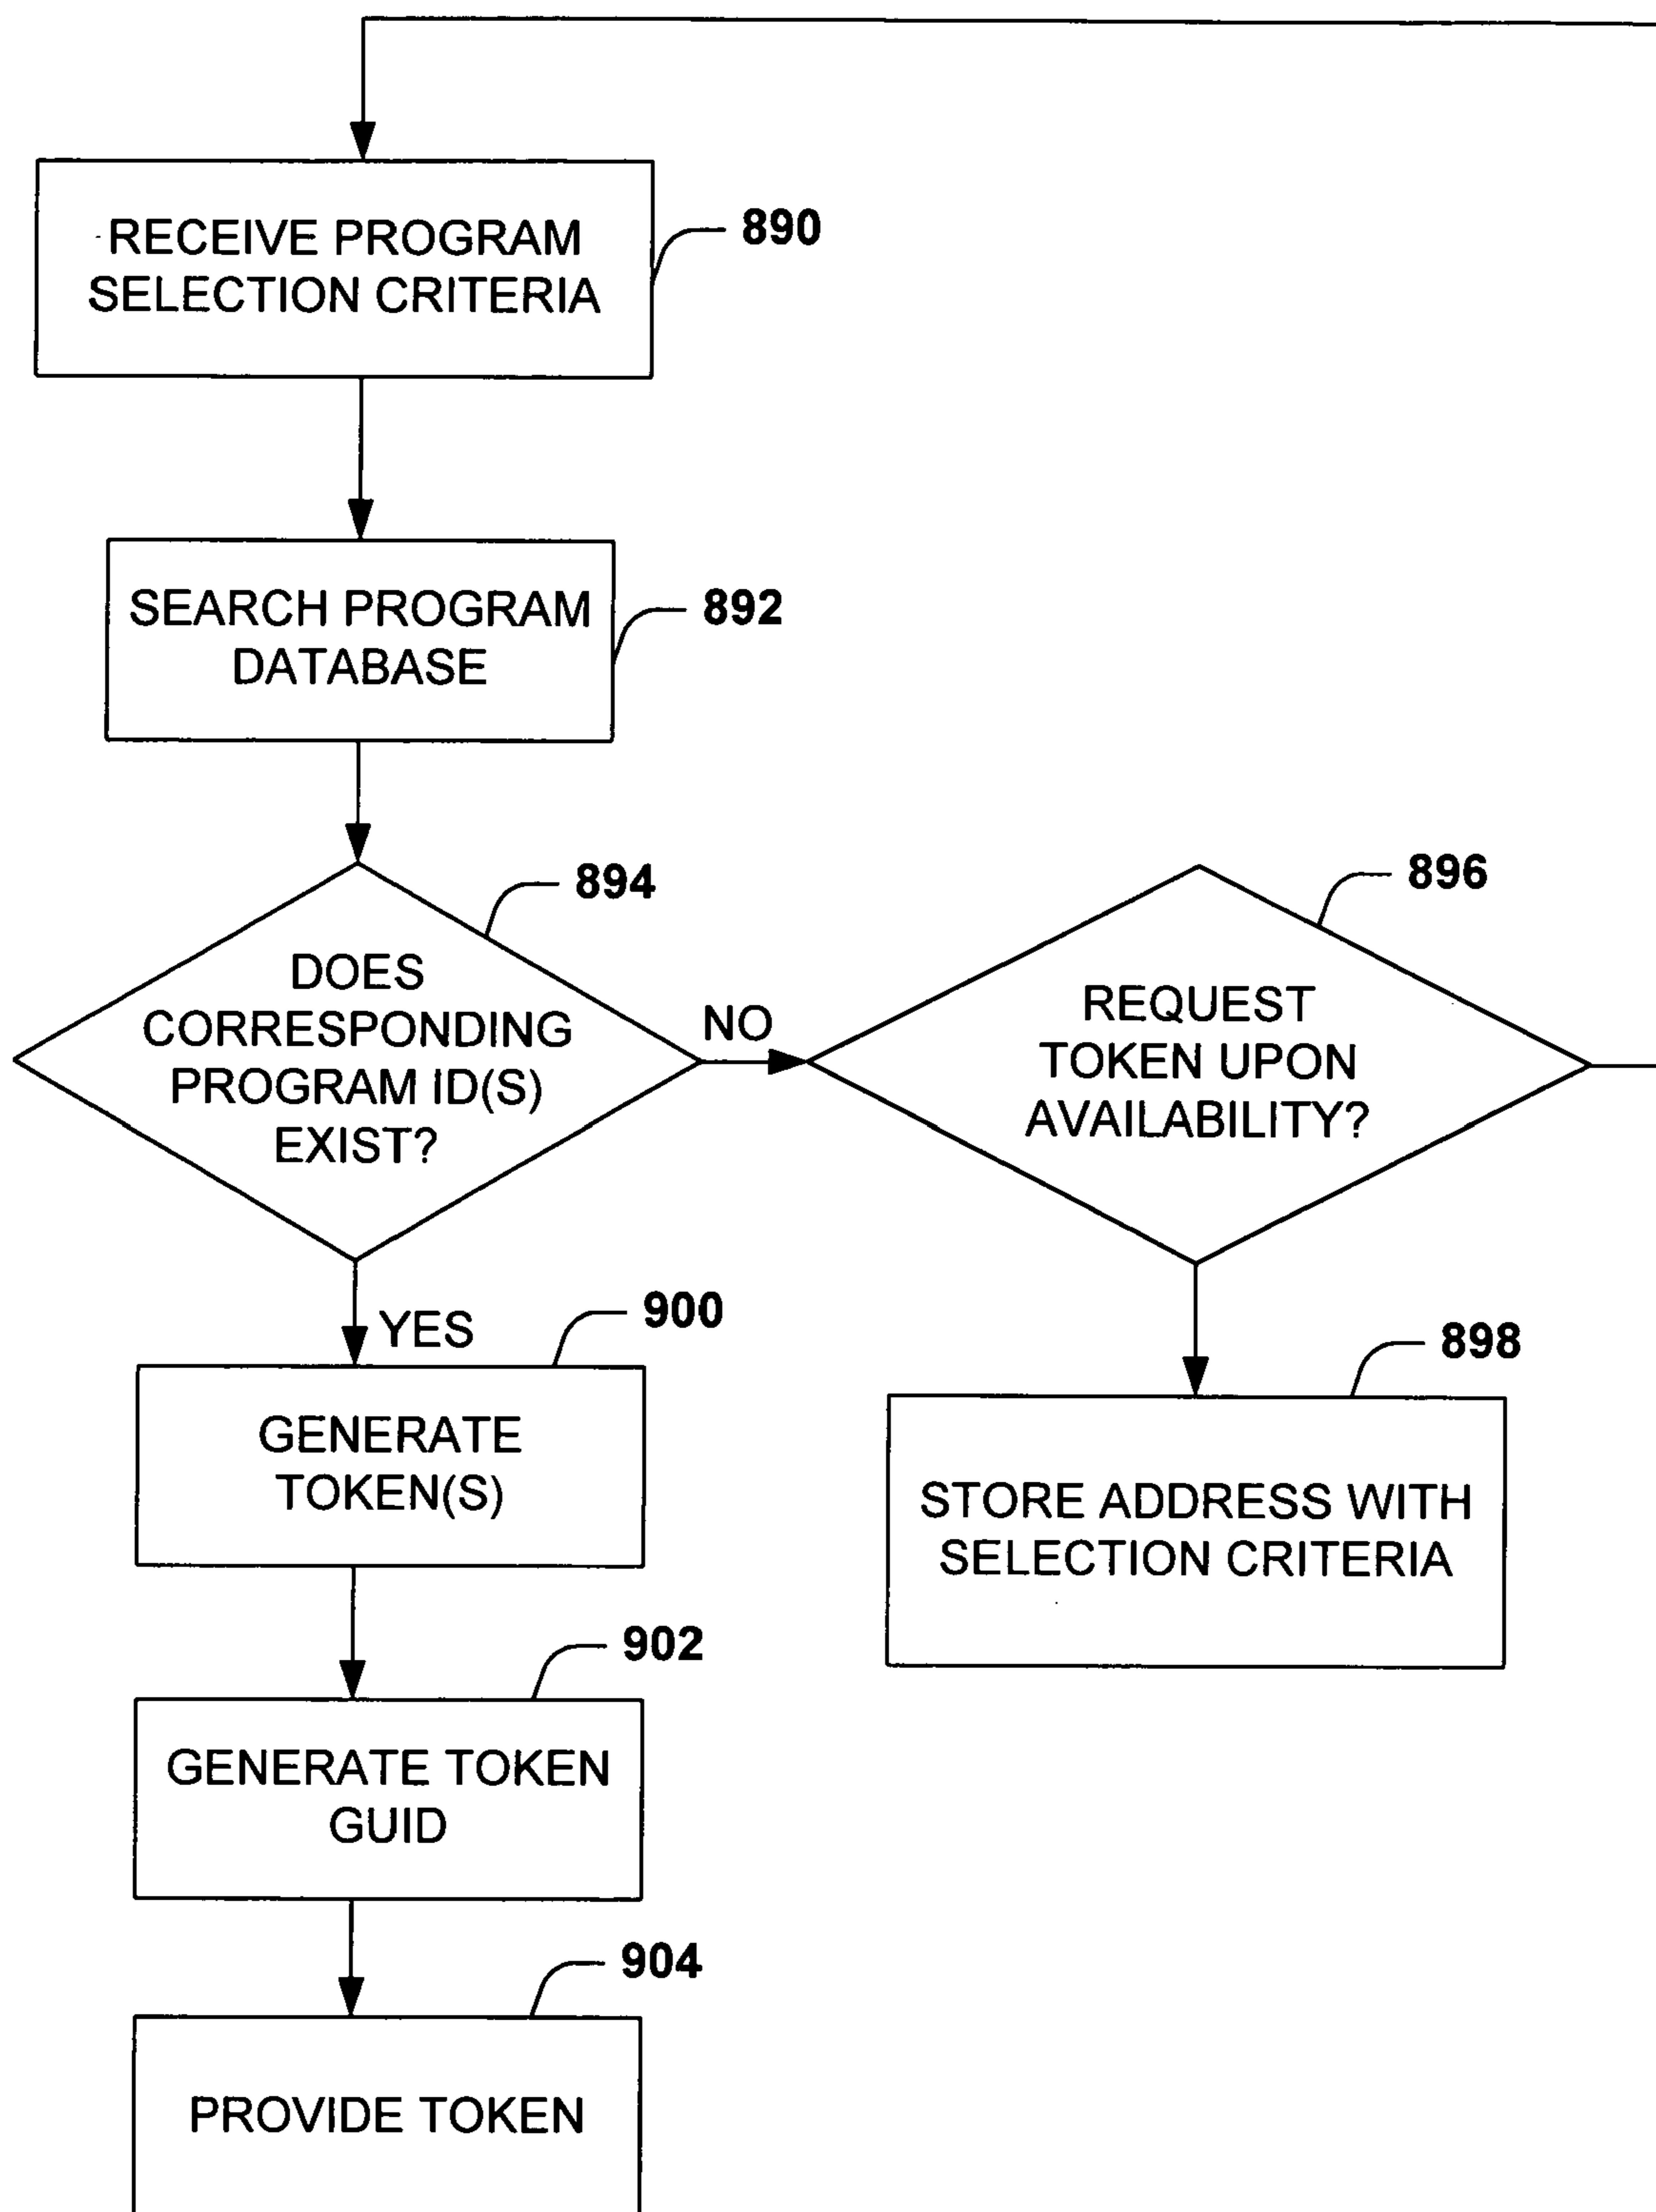 RECEIVE PROGRAM
SELECTION CRITERIA
890
SEARCH PROGRAM
DATABASE
892
894
DOES
CORRESPONDING
PROGRAM ID(S)
EXIST?
NO
896
REQUEST
TOKEN UPON
AVAILABILITY?
YES
900
GENERATE
TOKEN(S)
898
STORE ADDRESS WITH
SELECTION CRITERIA
902
GENERATE TOKEN
GUID
904
PROVIDE TOKEN